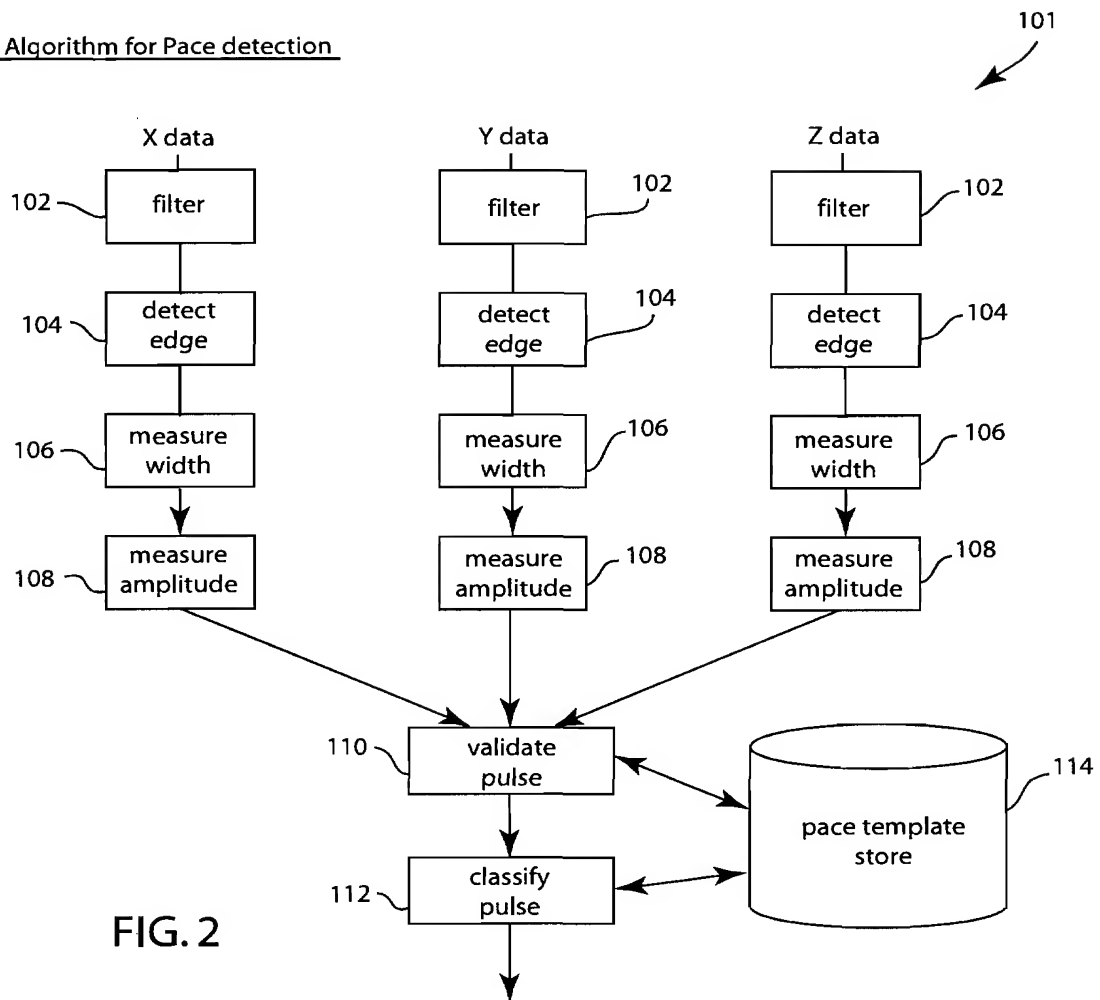 Algorithm for Pace detection
101
X data
Y data
Z data
102
filter
filter
102
filter
102
104
detect
edge
detect
edge
104
detect
edge
104
106
measure
width
measure
width
106
measure
width
106
108
measure
amplitude
measure
amplitude
108
measure
amplitude
108
110
validate
pulse
114
pace template
store
112
classify
pulse
FIG. 2